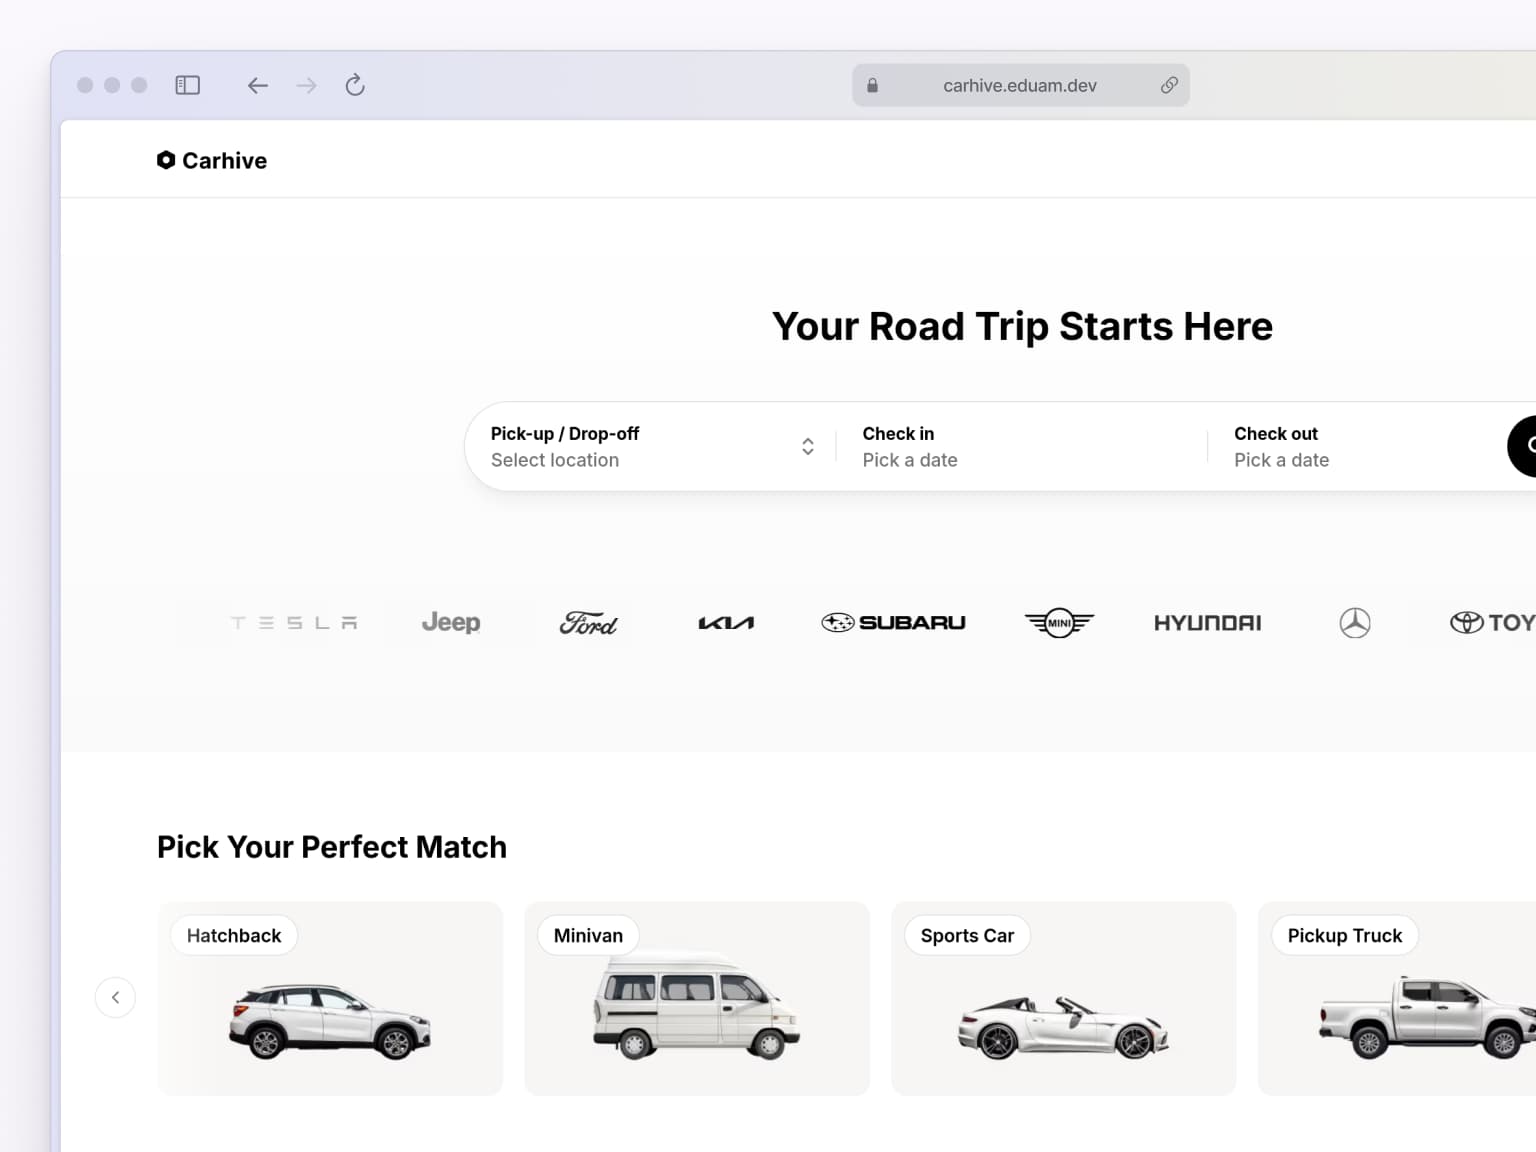 carhive.eduam.dev
Carhive
Your Road Trip Starts Here
Pick-up / Drop-off
Select location
Check in
Pick a date
Check out
Pick a date
TESLA
Jeep
Ford
KIA
SUBARU
MINI
HYUNDAI
TOY
Pick Your Perfect Match
Hatchback
Minivan
Sports Car
Pickup Truck